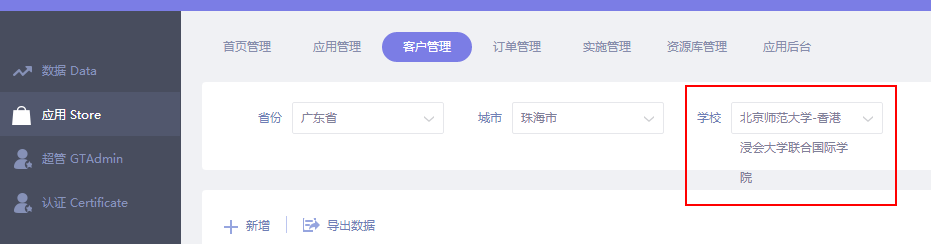 首页管理 应用管理 客户管理 订单管理 实施管理 资源库管理 应用后台
数据 Data
应用 Store
超管 GTAdmin
认证 Certificate
省份 广东省 城市 珠海市 学校 北京师范大学-香港
浸会大学联合国际学
院
新增 导出数据